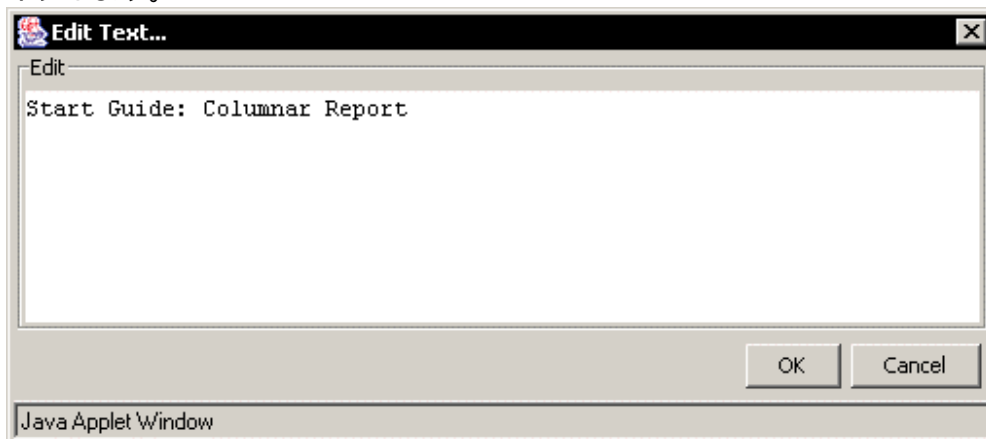 Edit Text...
Edit
Start Guide: Columnar Report
OK Cancel
Java Applet Window